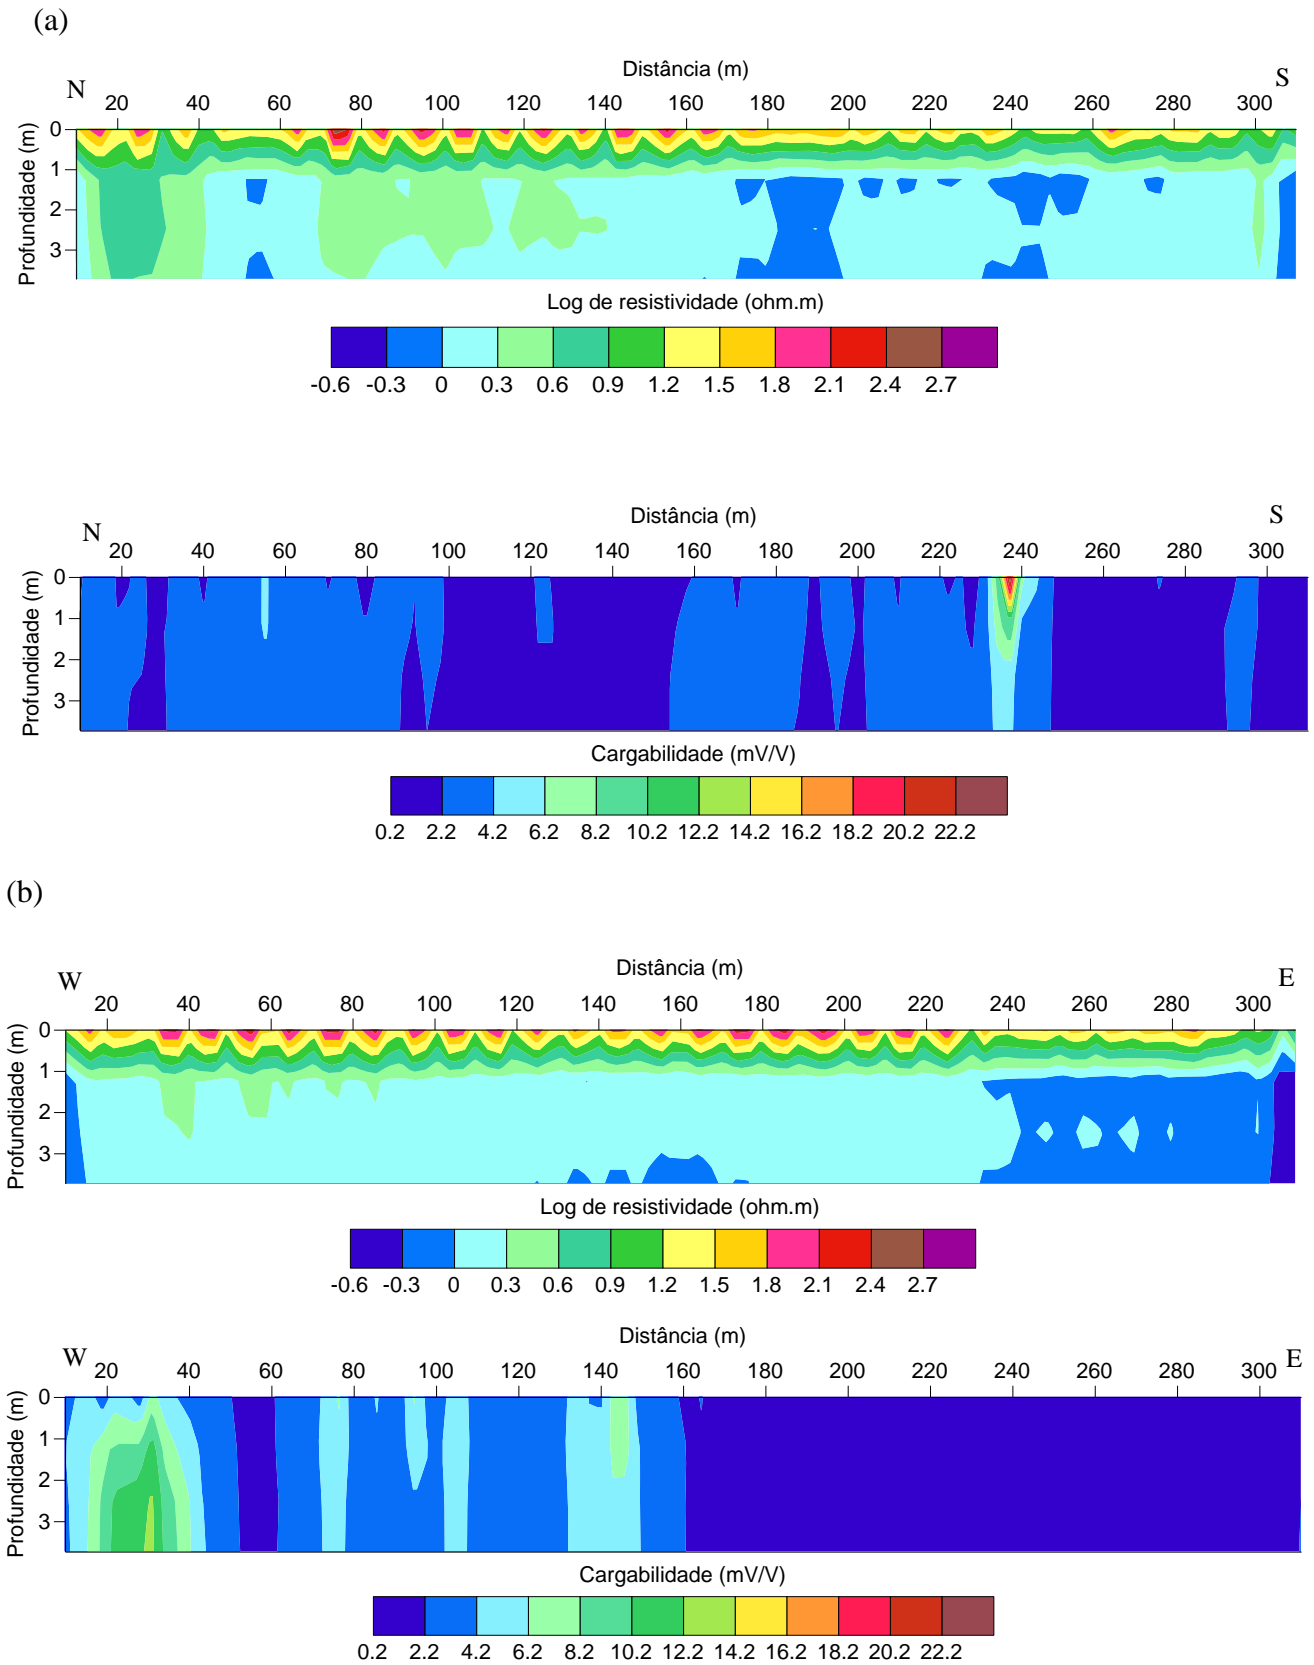 (a)
Distância (m)
N S
20 40 60 80 100 120 140 160 180 200 220 240 260 280 300
Profundidade (m)
0
1
2
3
Log de resistividade (ohm.m)
-0.6 -0.3 0 0.3 0.6 0.9 1.2 1.5 1.8 2.1 2.4 2.7
Distância (m)
N S
20 40 60 80 100 120 140 160 180 200 220 240 260 280 300
Profundidade (m)
0
1
2
3
Cargabilidade (mV/V)
0.2 2.2 4.2 6.2 8.2 10.2 12.2 14.2 16.2 18.2 20.2 22.2
(b)
Distância (m)
W E
20 40 60 80 100 120 140 160 180 200 220 240 260 280 300
Profundidade (m)
0
1
2
3
Log de resistividade (ohm.m)
-0.6 -0.3 0 0.3 0.6 0.9 1.2 1.5 1.8 2.1 2.4 2.7
Distância (m)
W E
20 40 60 80 100 120 140 160 180 200 220 240 260 280 300
Profundidade (m)
0
1
2
3
Cargabilidade (mV/V)
0.2 2.2 4.2 6.2 8.2 10.2 12.2 14.2 16.2 18.2 20.2 22.2